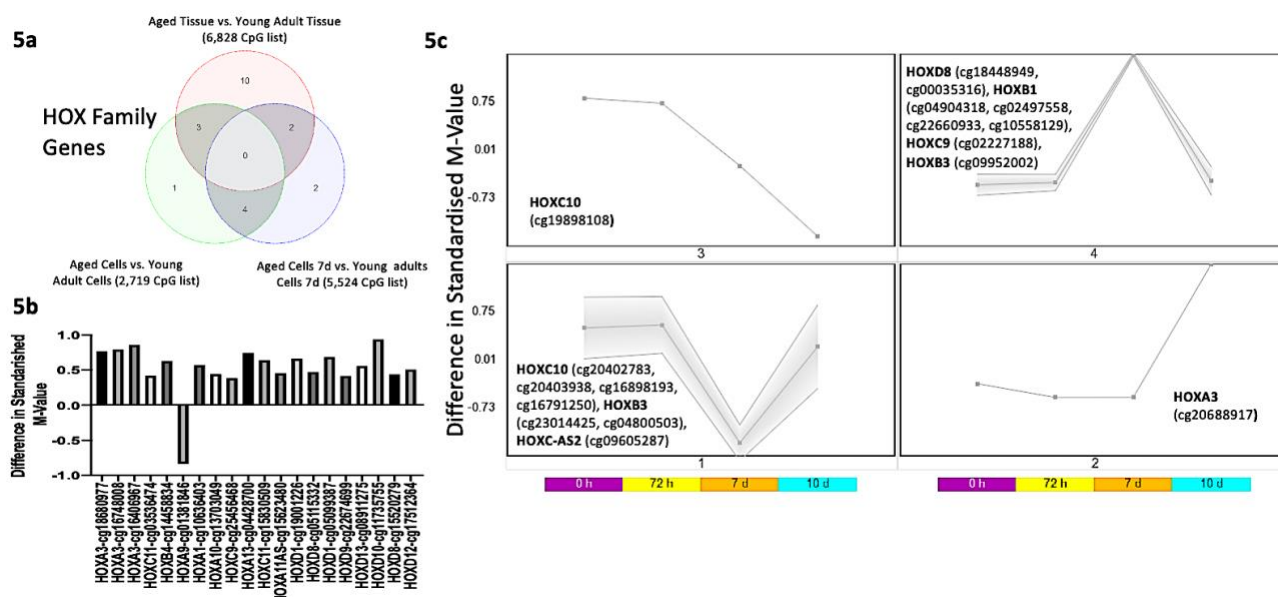 5a
Aged Tissue vs. Young Adult Tissue
(6,828 CpG list)
HOX Family
Genes
10
3
2
0
1
2
4
Aged Cells vs. Young
Adult Cells (2,719 CpG list)
Aged Cells 7d vs. Young adults
Cells 7d (5,524 CpG list)
5b
Difference in Standarished
M-Value
1.0
0.5
0.0
-0.5
-1.0
HOXA3-cg18680977
HOXA3-cg16748008
HOXA3-cg16406967
HOXC11-cg03538474
HOXB4-cg14458834
HOXA9-cg01381846
HOXA1-cg10636403
HOXA10-cg13703049
HOXC9-cg25456468
HOXA13-cg04428700
HOXC11-cg15830509
HOXA11AS-cg15623480
HOXD1-cg19001226
HOXD8-cg05115332
HOXD1-cg05099387
HOXD9-cg22674699
HOXD13-cg08911275
HOXD10-cg11735755
HOXD8-cg15520279
HOXD12-cg17512364
5c
Difference in Standardised M-Value
0.75
0.01
-0.73
HOXC10
(cg19898108)
3
HOXD8 (cg18448949,
cg00035316), HOXB1
(cg04904318, cg02497558,
cg22660933, cg10558129),
HOXC9 (cg02227188),
HOXB3 (cg09952002)
4
0.75
0.01
-0.73
HOXC10 (cg20402783,
cg20403938, cg16898193,
cg16791250), HOXB3
(cg23014425, cg04800503),
HOXC-AS2 (cg09605287)
1
HOXA3
(cg20688917)
2
0 h 72 h 7 d 10 d
0 h 72 h 7 d 10 d